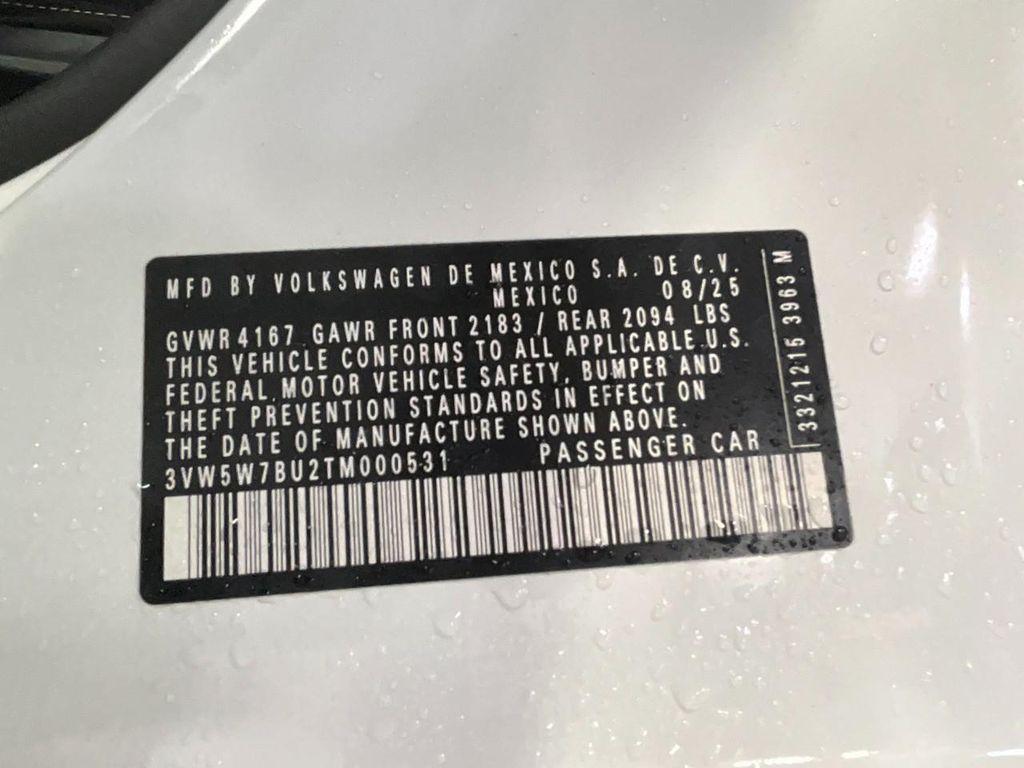 MFD BY VOLKSWAGEN DE MEXICO S.A. DE C.V.
MEXICO 08/25
GVWR 4167 GAWR FRONT 2183 / REAR 2094 LBS
THIS VEHICLE CONFORMS TO ALL APPLICABLE U.S.
FEDERAL MOTOR VEHICLE SAFETY, BUMPER AND
THEFT PREVENTION STANDARDS IN EFFECT ON
THE DATE OF MANUFACTURE SHOWN ABOVE.
3VW5W7BU2TM000531 PASSENGER CAR
3321215 3963 M